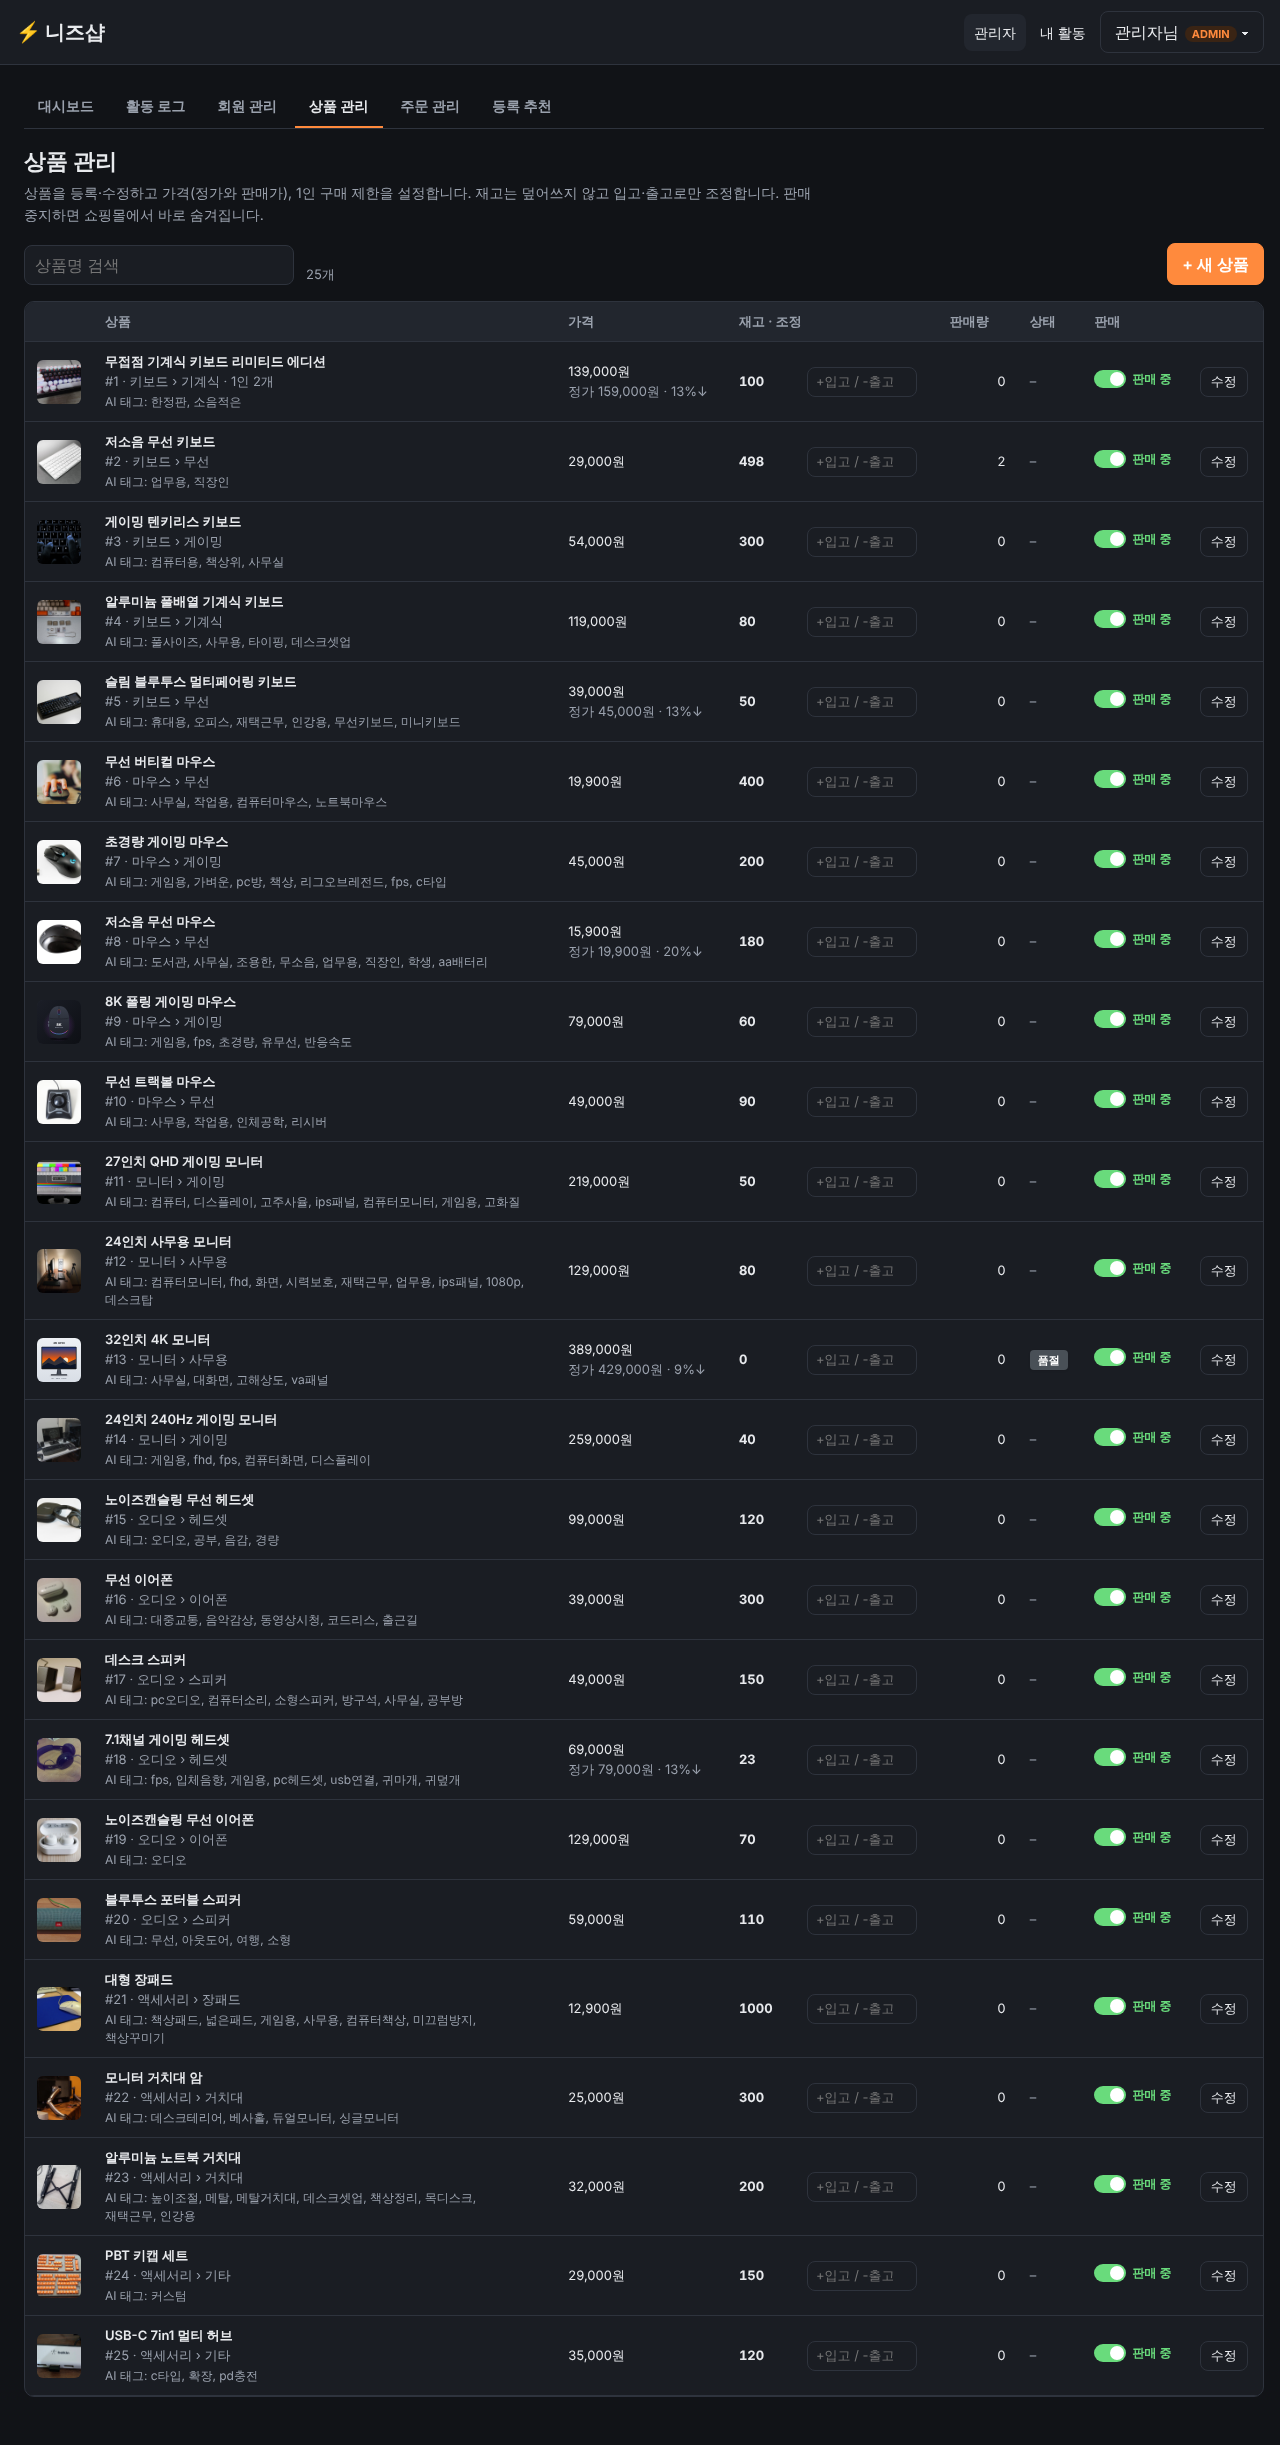 ⚡ 니즈샵
관리자 내 활동 관리자님 ADMIN
대시보드 활동 로그 회원 관리 상품 관리 주문 관리 등록 추천
상품 관리
상품을 등록·수정하고 가격(정가와 판매가), 1인 구매 제한을 설정합니다. 재고는 덮어쓰지 않고 입고·출고로만 조정합니다. 판매
중지하면 쇼핑몰에서 바로 숨겨집니다.
상품명 검색 25개 + 새 상품
상품 가격 재고 · 조정 판매량 상태 판매
무접점 기계식 키보드 리미티드 에디션
#1 · 키보드 › 기계식 · 1인 2개
AI 태그: 한정판, 소음적은
139,000원
정가 159,000원 · 13%↓
100 +입고 / -출고 0 – 판매 중 수정
저소음 무선 키보드
#2 · 키보드 › 무선
AI 태그: 업무용, 직장인
29,000원 498 +입고 / -출고 2 – 판매 중 수정
게이밍 텐키리스 키보드
#3 · 키보드 › 게이밍
AI 태그: 컴퓨터용, 책상위, 사무실
54,000원 300 +입고 / -출고 0 – 판매 중 수정
알루미늄 풀배열 기계식 키보드
#4 · 키보드 › 기계식
AI 태그: 풀사이즈, 사무용, 타이핑, 데스크셋업
119,000원 80 +입고 / -출고 0 – 판매 중 수정
슬림 블루투스 멀티페어링 키보드
#5 · 키보드 › 무선
AI 태그: 휴대용, 오피스, 재택근무, 인강용, 무선키보드, 미니키보드
39,000원
정가 45,000원 · 13%↓
50 +입고 / -출고 0 – 판매 중 수정
무선 버티컬 마우스
#6 · 마우스 › 무선
AI 태그: 사무실, 작업용, 컴퓨터마우스, 노트북마우스
19,900원 400 +입고 / -출고 0 – 판매 중 수정
초경량 게이밍 마우스
#7 · 마우스 › 게이밍
AI 태그: 게임용, 가벼운, pc방, 책상, 리그오브레전드, fps, c타입
45,000원 200 +입고 / -출고 0 – 판매 중 수정
저소음 무선 마우스
#8 · 마우스 › 무선
AI 태그: 도서관, 사무실, 조용한, 무소음, 업무용, 직장인, 학생, aa배터리
15,900원
정가 19,900원 · 20%↓
180 +입고 / -출고 0 – 판매 중 수정
8K 폴링 게이밍 마우스
#9 · 마우스 › 게이밍
AI 태그: 게임용, fps, 초경량, 유무선, 반응속도
79,000원 60 +입고 / -출고 0 – 판매 중 수정
무선 트랙볼 마우스
#10 · 마우스 › 무선
AI 태그: 사무용, 작업용, 인체공학, 리시버
49,000원 90 +입고 / -출고 0 – 판매 중 수정
27인치 QHD 게이밍 모니터
#11 · 모니터 › 게이밍
AI 태그: 컴퓨터, 디스플레이, 고주사율, ips패널, 컴퓨터모니터, 게임용, 고화질
219,000원 50 +입고 / -출고 0 – 판매 중 수정
24인치 사무용 모니터
#12 · 모니터 › 사무용
AI 태그: 컴퓨터모니터, fhd, 화면, 시력보호, 재택근무, 업무용, ips패널, 1080p,
데스크탑
129,000원 80 +입고 / -출고 0 – 판매 중 수정
32인치 4K 모니터
#13 · 모니터 › 사무용
AI 태그: 사무실, 대화면, 고해상도, va패널
389,000원
정가 429,000원 · 9%↓
0 +입고 / -출고 0 품절 판매 중 수정
24인치 240Hz 게이밍 모니터
#14 · 모니터 › 게이밍
AI 태그: 게임용, fhd, fps, 컴퓨터화면, 디스플레이
259,000원 40 +입고 / -출고 0 – 판매 중 수정
노이즈캔슬링 무선 헤드셋
#15 · 오디오 › 헤드셋
AI 태그: 오디오, 공부, 음감, 경량
99,000원 120 +입고 / -출고 0 – 판매 중 수정
무선 이어폰
#16 · 오디오 › 이어폰
AI 태그: 대중교통, 음악감상, 동영상시청, 코드리스, 출근길
39,000원 300 +입고 / -출고 0 – 판매 중 수정
데스크 스피커
#17 · 오디오 › 스피커
AI 태그: pc오디오, 컴퓨터소리, 소형스피커, 방구석, 사무실, 공부방
49,000원 150 +입고 / -출고 0 – 판매 중 수정
7.1채널 게이밍 헤드셋
#18 · 오디오 › 헤드셋
AI 태그: fps, 입체음향, 게임용, pc헤드셋, usb연결, 귀마개, 귀덮개
69,000원
정가 79,000원 · 13%↓
23 +입고 / -출고 0 – 판매 중 수정
노이즈캔슬링 무선 이어폰
#19 · 오디오 › 이어폰
AI 태그: 오디오
129,000원 70 +입고 / -출고 0 – 판매 중 수정
블루투스 포터블 스피커
#20 · 오디오 › 스피커
AI 태그: 무선, 아웃도어, 여행, 소형
59,000원 110 +입고 / -출고 0 – 판매 중 수정
대형 장패드
#21 · 액세서리 › 장패드
AI 태그: 책상패드, 넓은패드, 게임용, 사무용, 컴퓨터책상, 미끄럼방지,
책상꾸미기
12,900원 1000 +입고 / -출고 0 – 판매 중 수정
모니터 거치대 암
#22 · 액세서리 › 거치대
AI 태그: 데스크테리어, 베사홀, 듀얼모니터, 싱글모니터
25,000원 300 +입고 / -출고 0 – 판매 중 수정
알루미늄 노트북 거치대
#23 · 액세서리 › 거치대
AI 태그: 높이조절, 메탈, 메탈거치대, 데스크셋업, 책상정리, 목디스크,
재택근무, 인강용
32,000원 200 +입고 / -출고 0 – 판매 중 수정
PBT 키캡 세트
#24 · 액세서리 › 기타
AI 태그: 커스텀
29,000원 150 +입고 / -출고 0 – 판매 중 수정
USB-C 7in1 멀티 허브
#25 · 액세서리 › 기타
AI 태그: c타입, 확장, pd충전
35,000원 120 +입고 / -출고 0 – 판매 중 수정